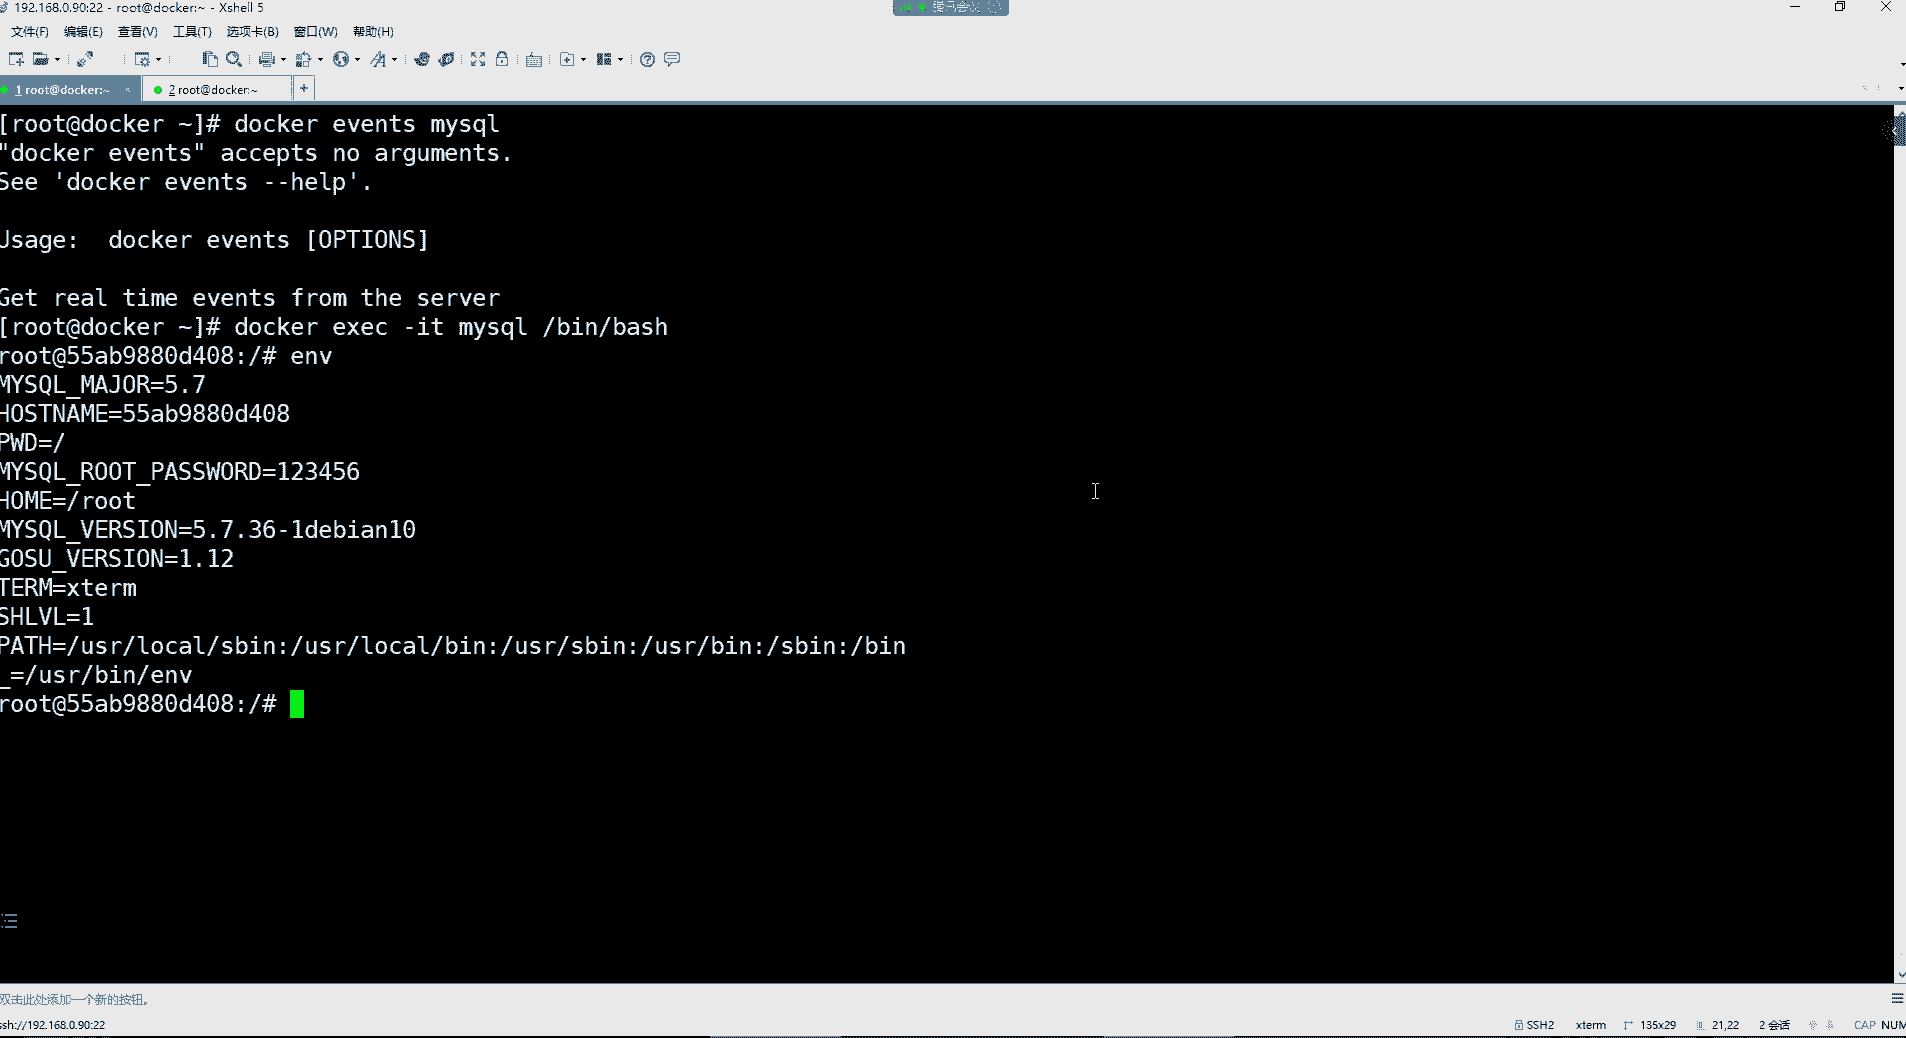 192.168.0.90:22 - root@docker:~ - Xshell 5
文件(F) 编辑(E) 查看(V) 工具(T) 选项卡(B) 窗口(W) 帮助(H)
1 root@docker:~ × 2 root@docker:~ +
[root@docker ~]# docker events mysql
"docker events" accepts no arguments.
See 'docker events --help'.
Usage:  docker events [OPTIONS]
Get real time events from the server
[root@docker ~]# docker exec -it mysql /bin/bash
root@55ab9880d408:/# env
MYSQL_MAJOR=5.7
HOSTNAME=55ab9880d408
PWD=/
MYSQL_ROOT_PASSWORD=123456
HOME=/root
MYSQL_VERSION=5.7.36-1debian10
GOSU_VERSION=1.12
TERM=xterm
SHLVL=1
PATH=/usr/local/sbin:/usr/local/bin:/usr/sbin:/usr/bin:/sbin:/bin
_=/usr/bin/env
root@55ab9880d408:/#
双击此处添加一个新的按钮。
ssh://192.168.0.90:22 SSH2 xterm 135x29 21,22 2 会话 CAP NUM